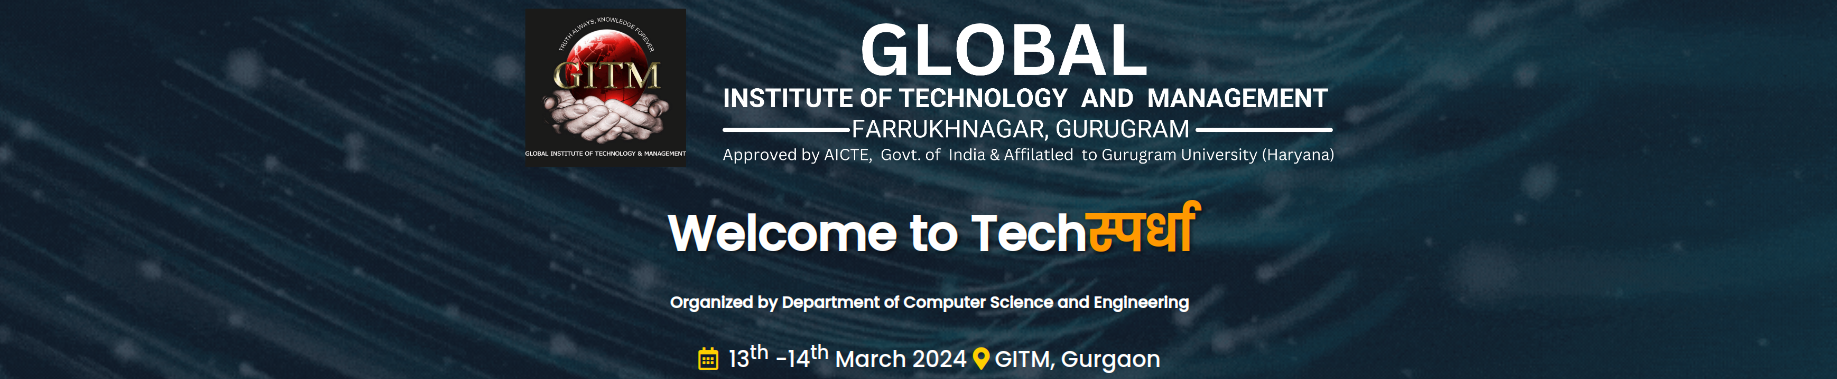 TRUTH ALWAYS, KNOWLEDGE FOREVER
GITM
GLOBAL INSTITUTE OF TECHNOLOGY & MANAGEMENT
GLOBAL
INSTITUTE OF TECHNOLOGY AND MANAGEMENT
FARRUKHNAGAR, GURUGRAM
Approved by AICTE, Govt. of India & Affilatled to Gurugram University (Haryana)
Welcome to Techस्पर्धा
Organized by Department of Computer Science and Engineering
13th -14th March 2024 GITM, Gurgaon